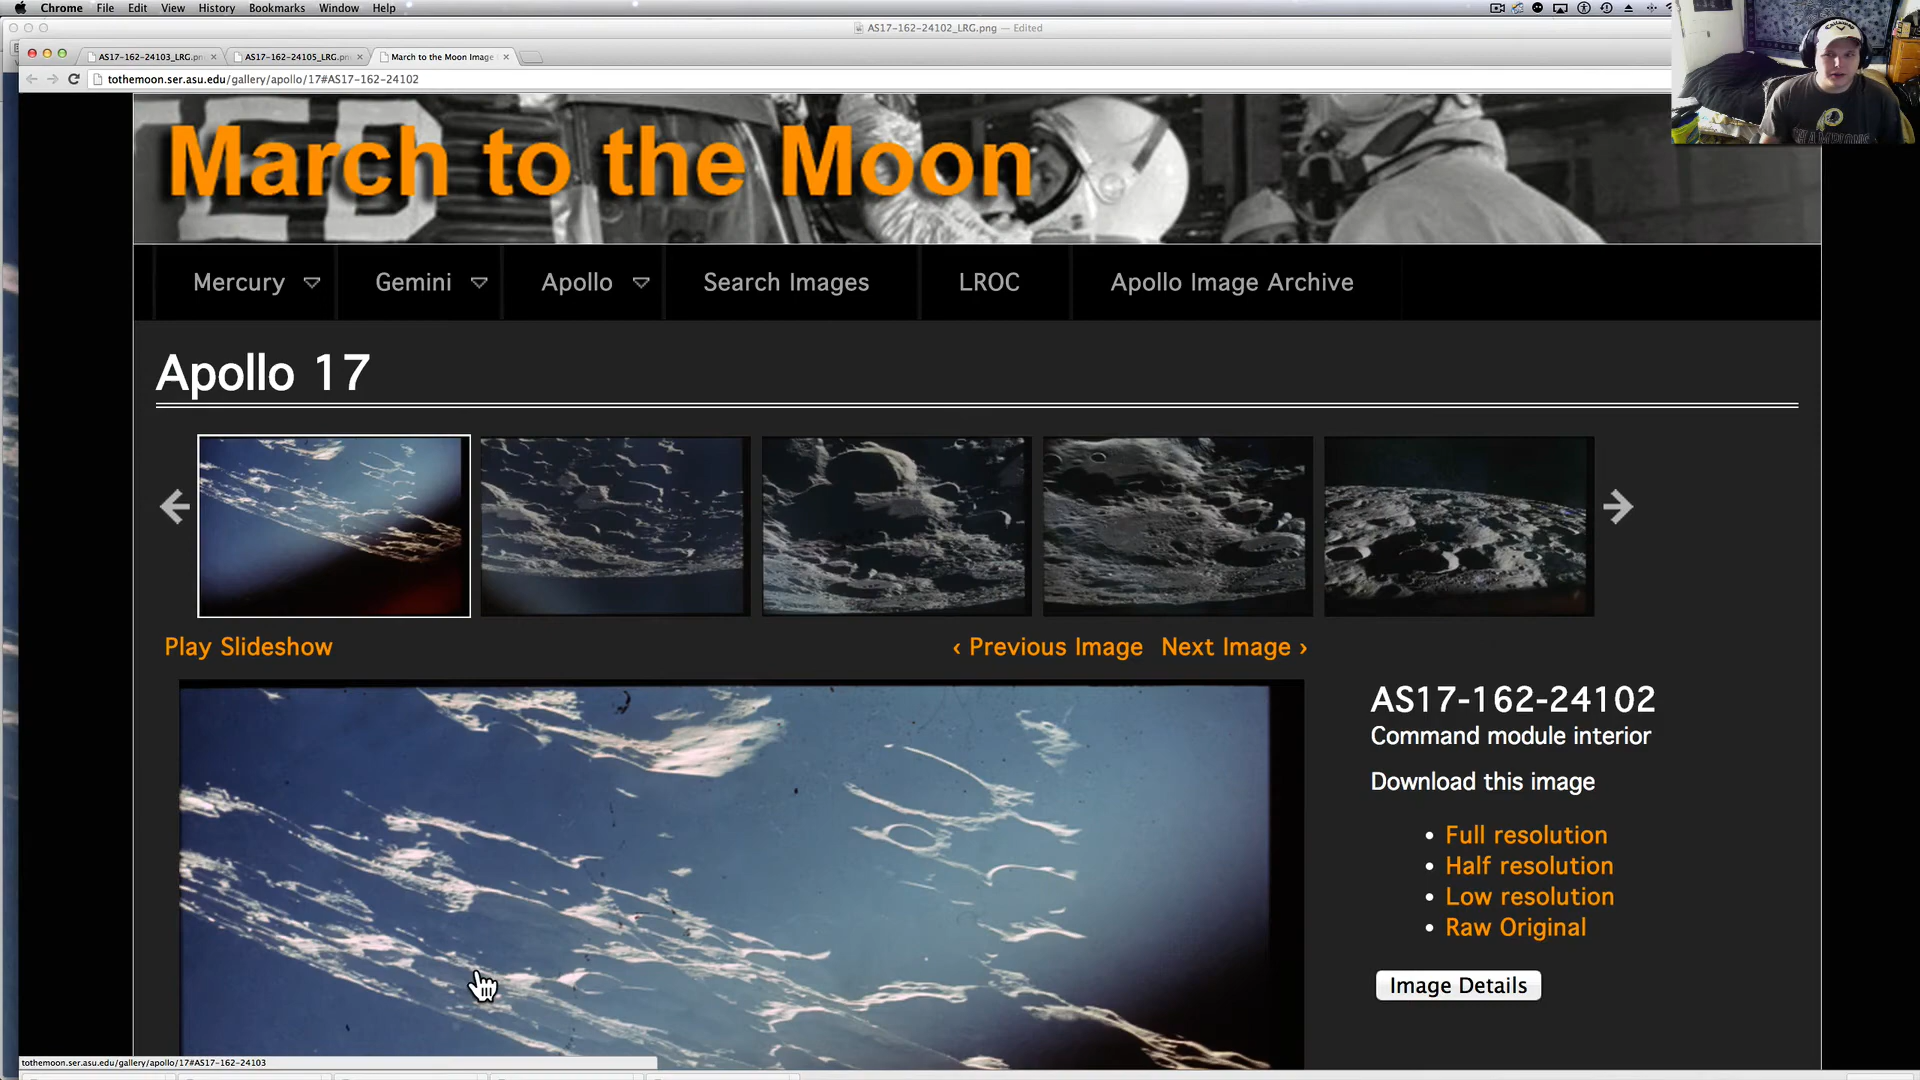 Chrome File Edit View History Bookmarks Window Help
AS17-162-24102_LRG.png — Edited
AS17-162-24103_LRG.pn
AS17-162-24105_LRG.pn
March to the Moon Image
tothemoon.ser.asu.edu/gallery/apollo/17#AS17-162-24102
March to the Moon
Mercury Gemini Apollo Search Images LROC Apollo Image Archive
Apollo 17
Play Slideshow ‹ Previous Image Next Image ›
AS17-162-24102
Command module interior
Download this image
• Full resolution
• Half resolution
• Low resolution
• Raw Original
Image Details
tothemoon.ser.asu.edu/gallery/apollo/17#AS17-162-24103